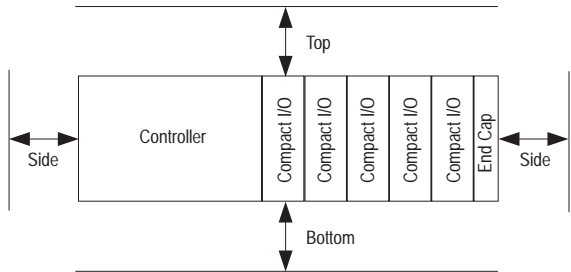 Top
Side
Controller
Compact I/O
Compact I/O
Compact I/O
Compact I/O
Compact I/O
End Cap
Side
Bottom